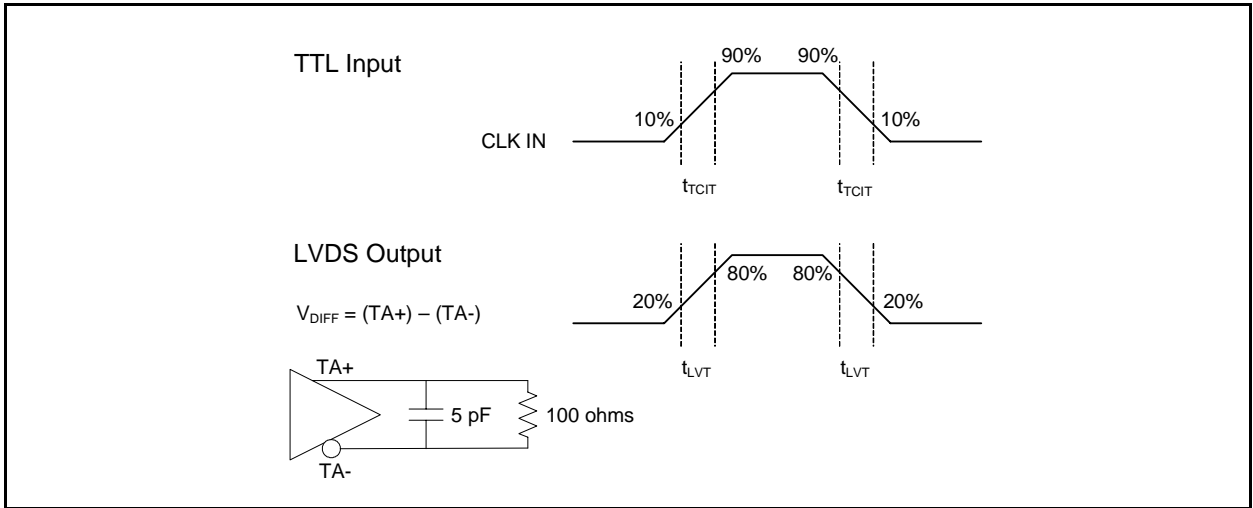 TTL Input
90% 90%
10% 10%
CLK IN
tTCIT tTCIT
LVDS Output
80% 80%
20% 20%
VDIFF = (TA+) – (TA-)
tLVT tLVT
TA+
5 pF 100 ohms
TA-